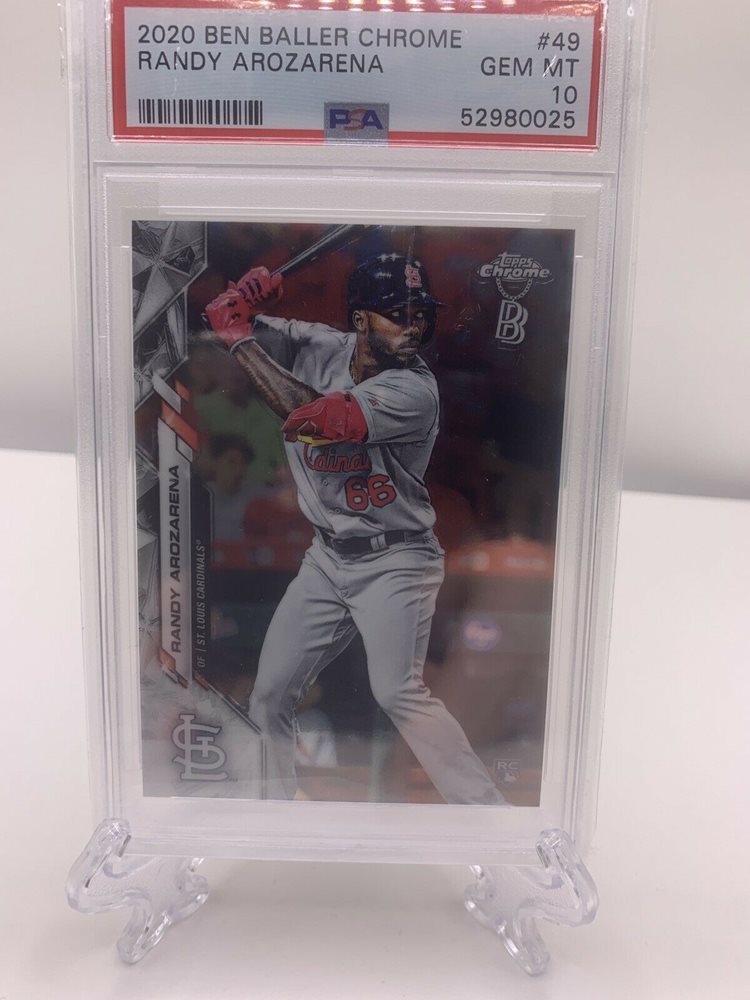 2020 BEN BALLER CHROME #49
RANDY AROZARENA GEM MT
10
PSA 52980025
Topps
Chrome
B
Cardinals
66
RANDY AROZARENA
OF | ST. LOUIS CARDINALS®
STL
RC